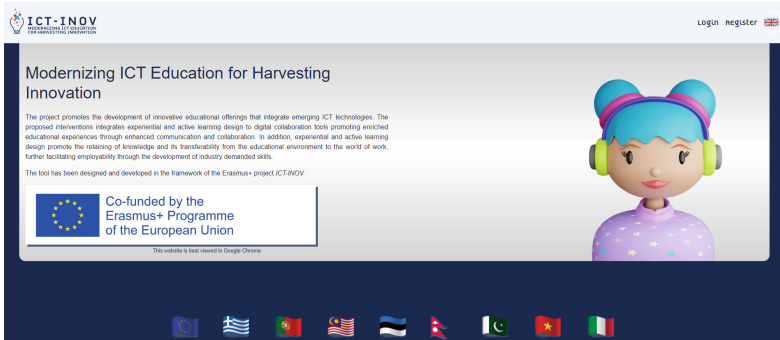 ICT-INOV
MODERNIZING ICT EDUCATION
FOR HARVESTING INNOVATION
Login Register
Modernizing ICT Education for Harvesting
Innovation
The project promotes the development of innovative educational offerings that integrate emerging ICT technologies. The
proposed interventions integrates experiential and active learning design to digital collaboration tools promoting enriched
educational experiences through enhanced communication and collaboration. In addition, experiential and active learning
design promote the retaining of knowledge and its transferability from the educational environment to the world of work,
further facilitating employability through the development of industry demanded skills.
The tool has been designed and developed in the framework of the Erasmus+ project ICT-INOV
Co-funded by the
Erasmus+ Programme
of the European Union
This website is best viewed in Google Chrome